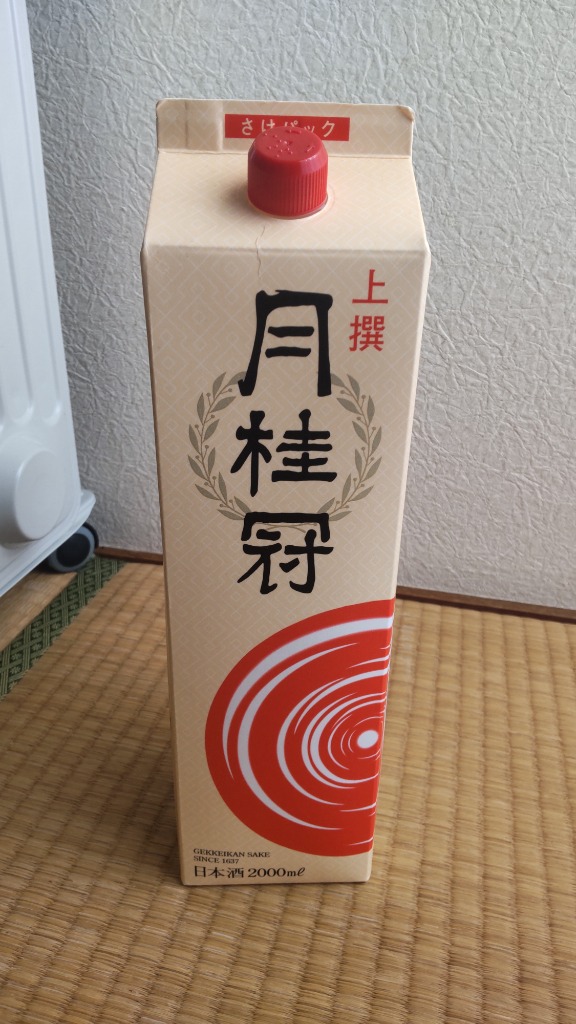 さけパック
上撰
月桂冠
GEKKEIKAN SAKE
SINCE 1637
日本酒 2000ml